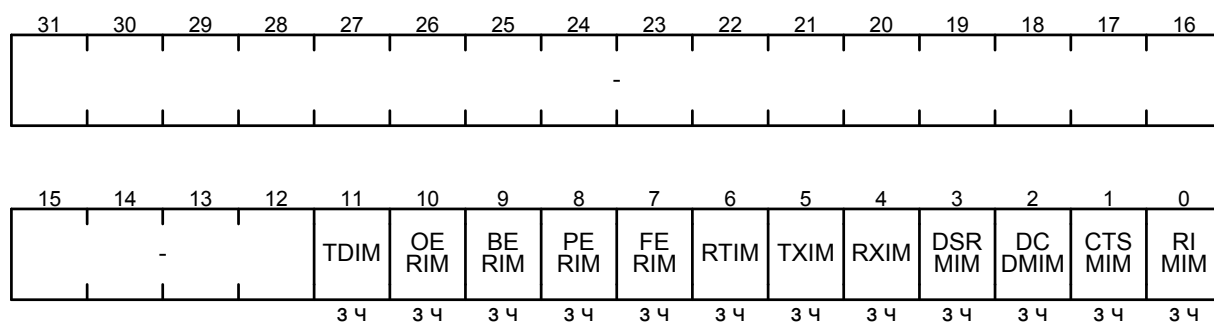 31 30 29 28 27 26 25 24 23 22 21 20 19 18 17 16
-
15 14 13 12 11 10 9 8 7 6 5 4 3 2 1 0
- TDIM OE RIM BE RIM PE RIM FE RIM RTIM TXIM RXIM DSR MIM DC DMIM CTS MIM RI MIM
з ч з ч з ч з ч з ч з ч з ч з ч з ч з ч з ч з ч